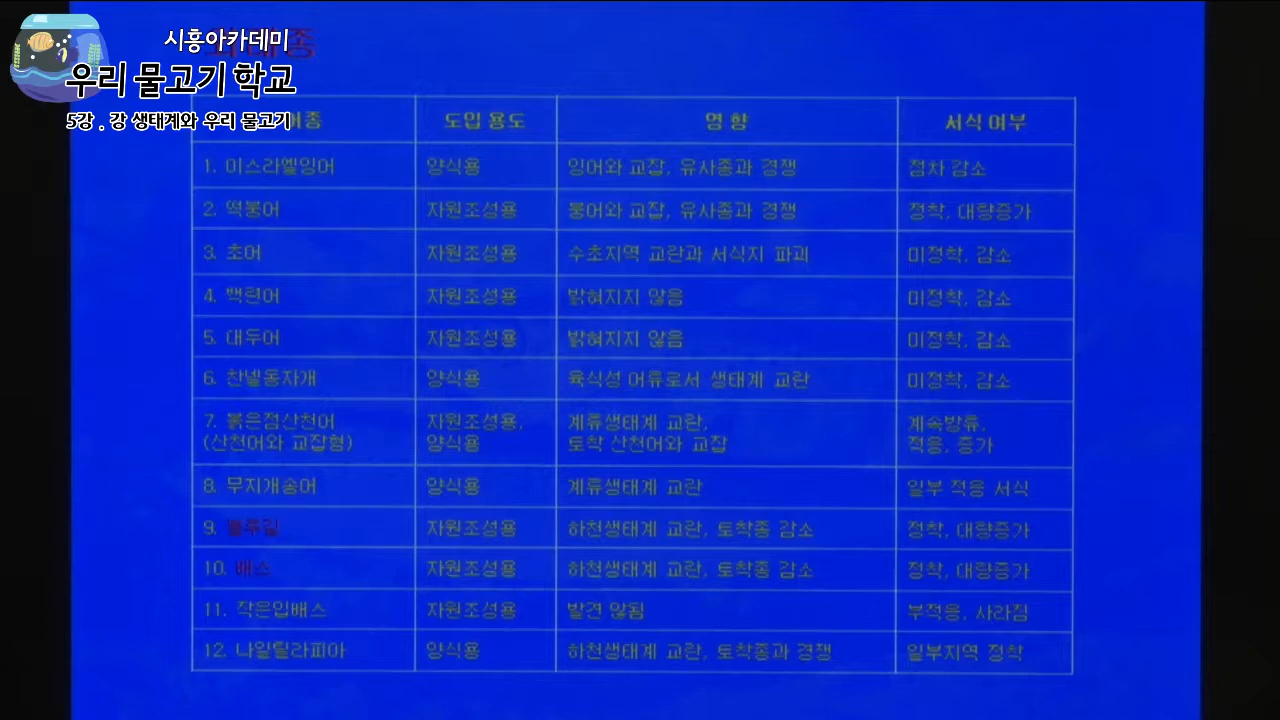 시흥아카데미
우리 물고기 학교
5강 . 강 생태계와 우리 물고기
어종 도입 용도 영 향 서식 여부
1. 이스라엘잉어 양식용 잉어와 교잡, 유사종과 경쟁 점차 감소
2. 떡붕어 자원조성용 붕어와 교잡, 유사종과 경쟁 정착, 대량증가
3. 초어 자원조성용 수초지역 교란과 서식지 파괴 미정착, 감소
4. 백련어 자원조성용 밝혀지지 않음 미정착, 감소
5. 대두어 자원조성용 밝혀지지 않음 미정착, 감소
6. 찬넬동자개 양식용 육식성 어류로서 생태계 교란 미정착, 감소
7. 붉은점산천어 자원조성용, 계류생태계 교란, 계속방류,
(산천어와 교잡형) 양식용 토착 산천어와 교잡 적응, 증가
8. 무지개송어 양식용 계류생태계 교란 일부 적응 서식
9. 블루길 자원조성용 하천생태계 교란, 토착종 감소 정착, 대량증가
10. 배스 자원조성용 하천생태계 교란, 토착종 감소 정착, 대량증가
11. 작은입배스 자원조성용 발견 않됨 부적응, 사라짐
12. 나일틸라피아 양식용 하천생태계 교란, 토착종과 경쟁 일부지역 정착